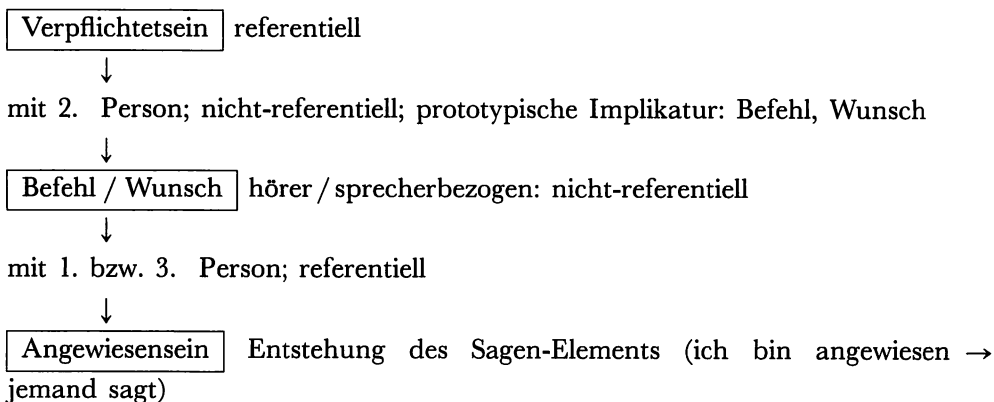 Verpflichtetsein referentiell
↓
mit 2. Person; nicht-referentiell; prototypische Implikatur: Befehl, Wunsch
↓
Befehl / Wunsch hörer / sprecherbezogen: nicht-referentiell
↓
mit 1. bzw. 3. Person; referentiell
↓
Angewiesensein Entstehung des Sagen-Elements (ich bin angewiesen →
jemand sagt)